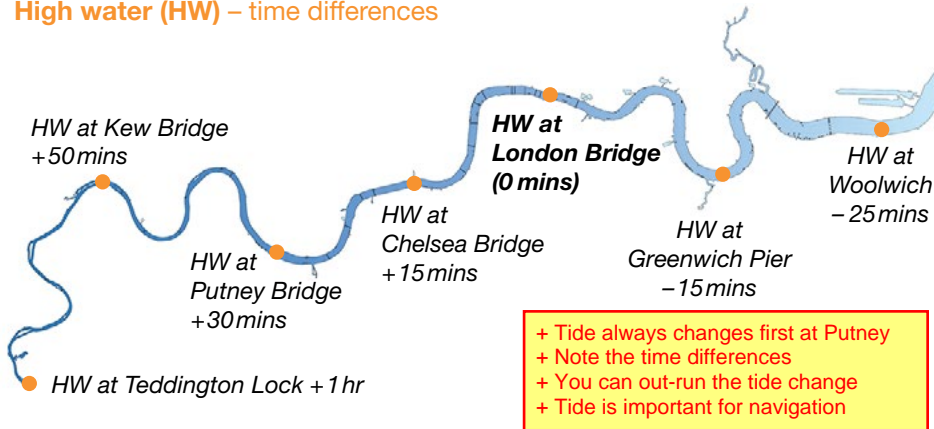 High water (HW) – time differences
HW at Kew Bridge
+50 mins
HW at
London Bridge
(0 mins)
HW at
Woolwich
– 25 mins
HW at
Chelsea Bridge
+15 mins
HW at
Greenwich Pier
–15 mins
HW at
Putney Bridge
+30 mins
HW at Teddington Lock +1 hr
+ Tide always changes first at Putney
+ Note the time differences
+ You can out-run the tide change
+ Tide is important for navigation